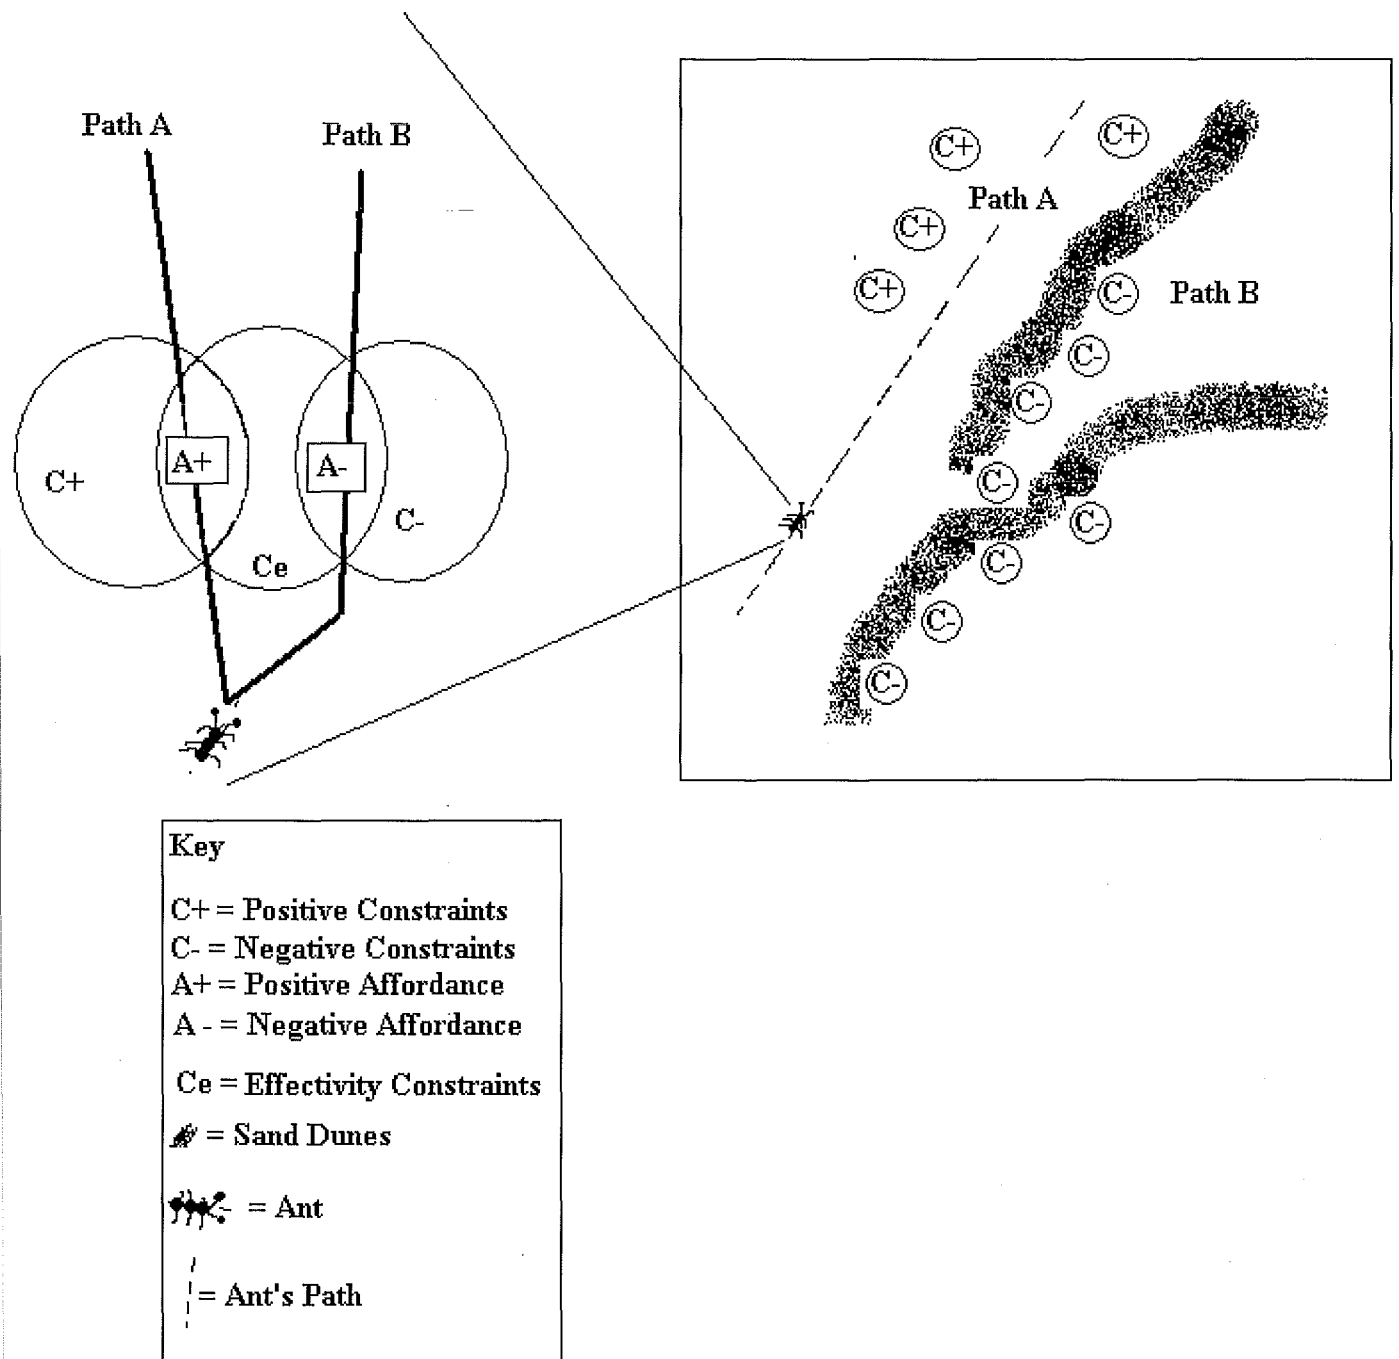 Path A
Path B
C+
A+
A-
C-
Ce
C+
C+
Path A
C+
C+
C-
Path B
C-
C-
C-
C-
C-
C-
C-
Key
C+ = Positive Constraints
C- = Negative Constraints
A+ = Positive Affordance
A - = Negative Affordance
Ce = Effectivity Constraints
= Sand Dunes
= Ant
= Ant's Path